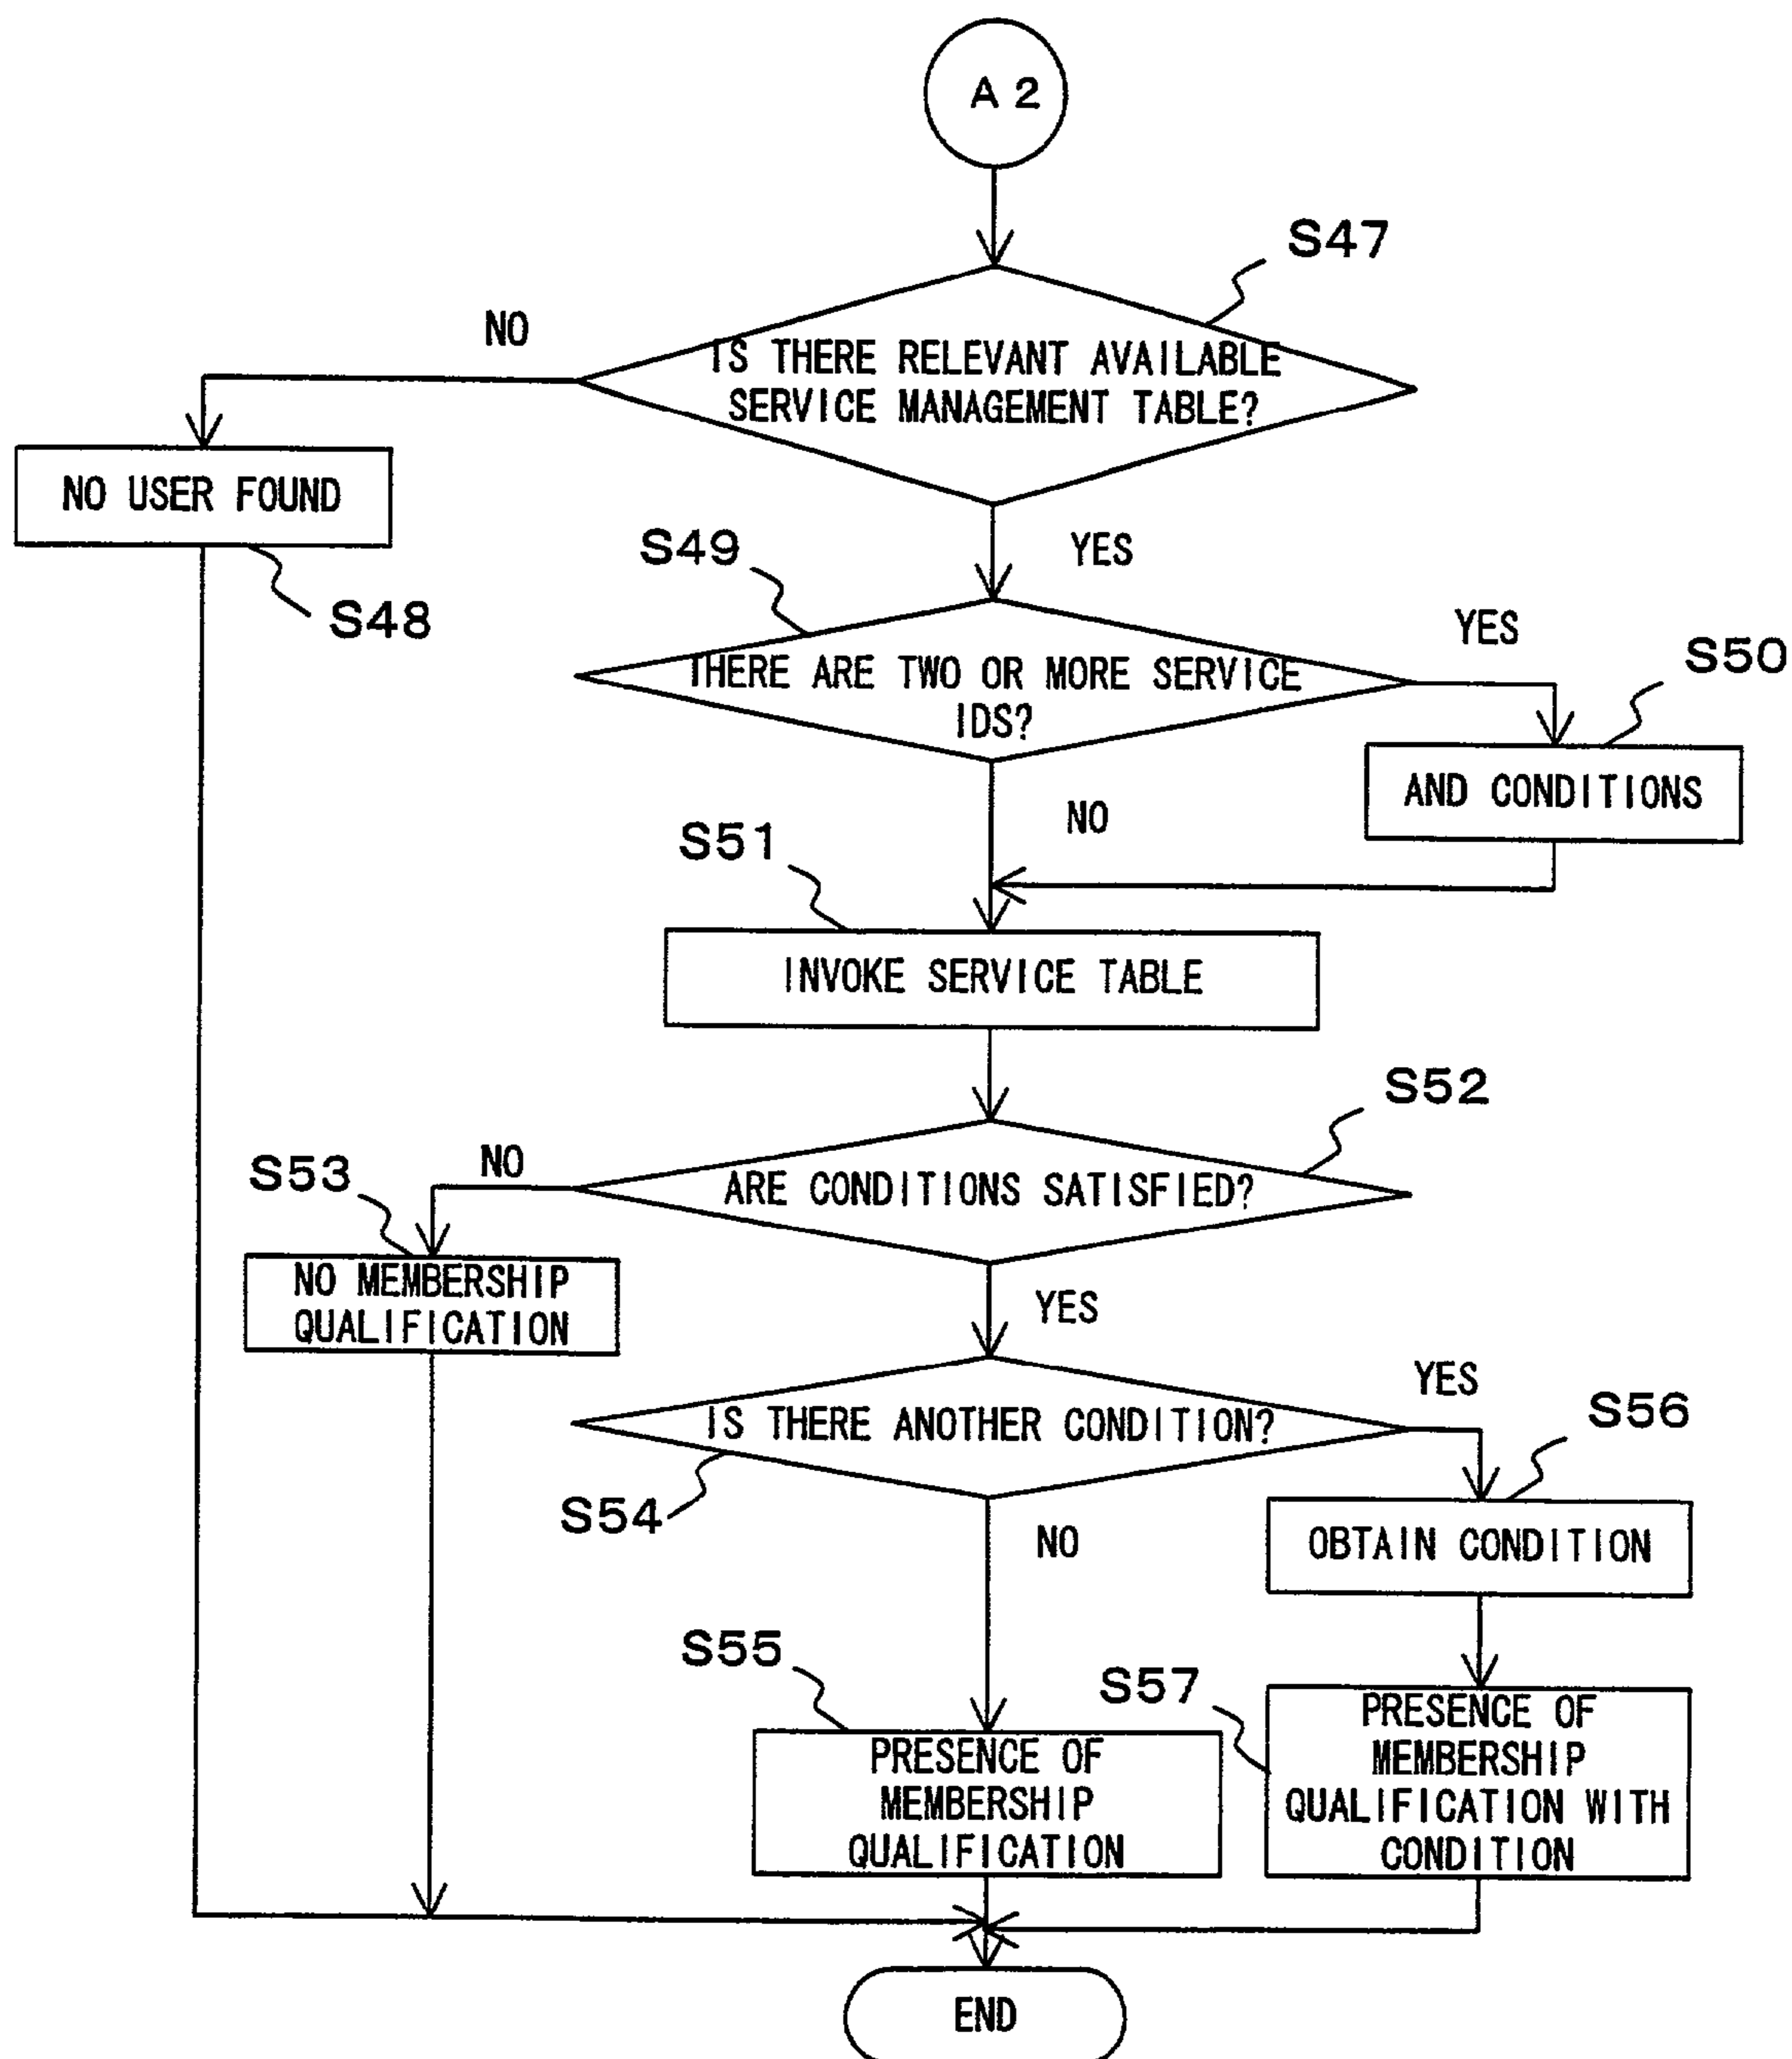 A 2
S47
NO
IS THERE RELEVANT AVAILABLE
SERVICE MANAGEMENT TABLE?
NO USER FOUND
S48
YES
S49
THERE ARE TWO OR MORE SERVICE
IDS?
YES
S50
AND CONDITIONS
NO
S51
INVOKE SERVICE TABLE
S52
ARE CONDITIONS SATISFIED?
NO
S53
NO MEMBERSHIP
QUALIFICATION
YES
IS THERE ANOTHER CONDITION?
S54
YES
S56
OBTAIN CONDITION
NO
S55
PRESENCE OF
MEMBERSHIP
QUALIFICATION
S57
PRESENCE OF
MEMBERSHIP
QUALIFICATION WITH
CONDITION
END